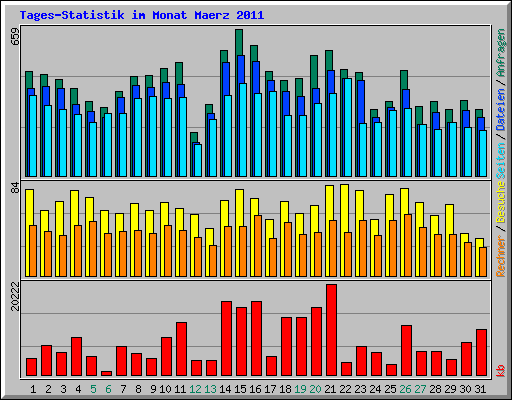 Tages-Statistik im Monat Maerz 2011
659
84
20222
Rechner / Besuche Seiten / Dateien / Anfragen
kb
1 2 3 4 5 6 7 8 9 10 11 12 13 14 15 16 17 18 19 20 21 22 23 24 25 26 27 28 29 30 31